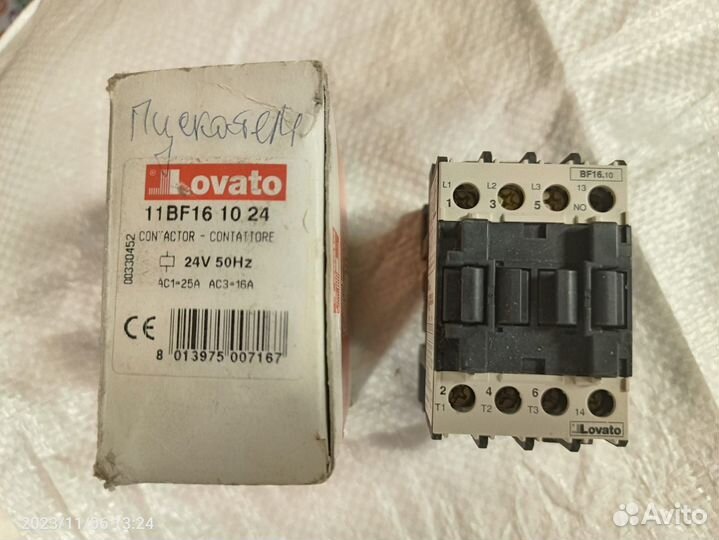 Пускатели
Lovato
11BF16 10 24
CONTACTOR - CONTATTORE
24V 50Hz
AC1=25A AC3=16A
00330452
CE
8 013975 007167
BF16.10
L1 L2 L3 13
1 3 5 NO
2 4 6
T1 T2 T3 14
Lovato
2023/11/06 13:24
Avito